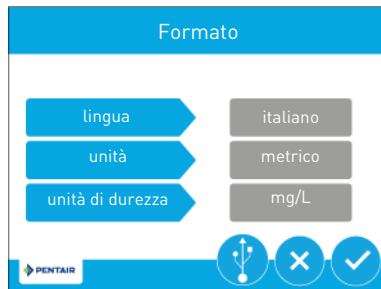 Formato
lingua
italiano
unità
metrico
unità di durezza
mg/L
PENTAIR